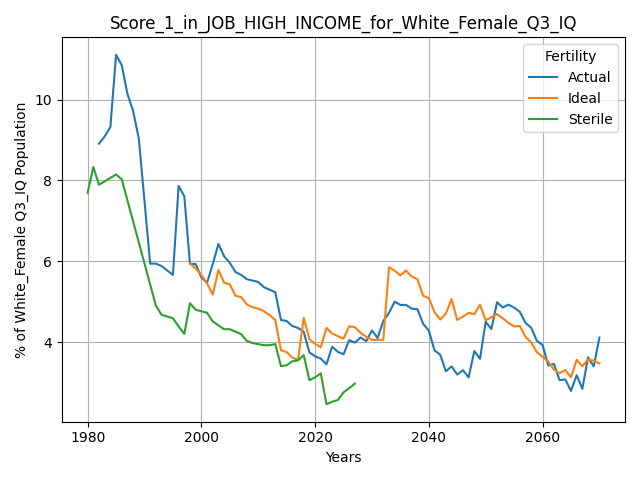 Score_1_in_JOB_HIGH_INCOME_for_White_Female_Q3_IQ
Fertility
Actual
Ideal
Sterile
% of White_Female Q3_IQ Population
10
8
6
4
1980
2000
2020
2040
2060
Years